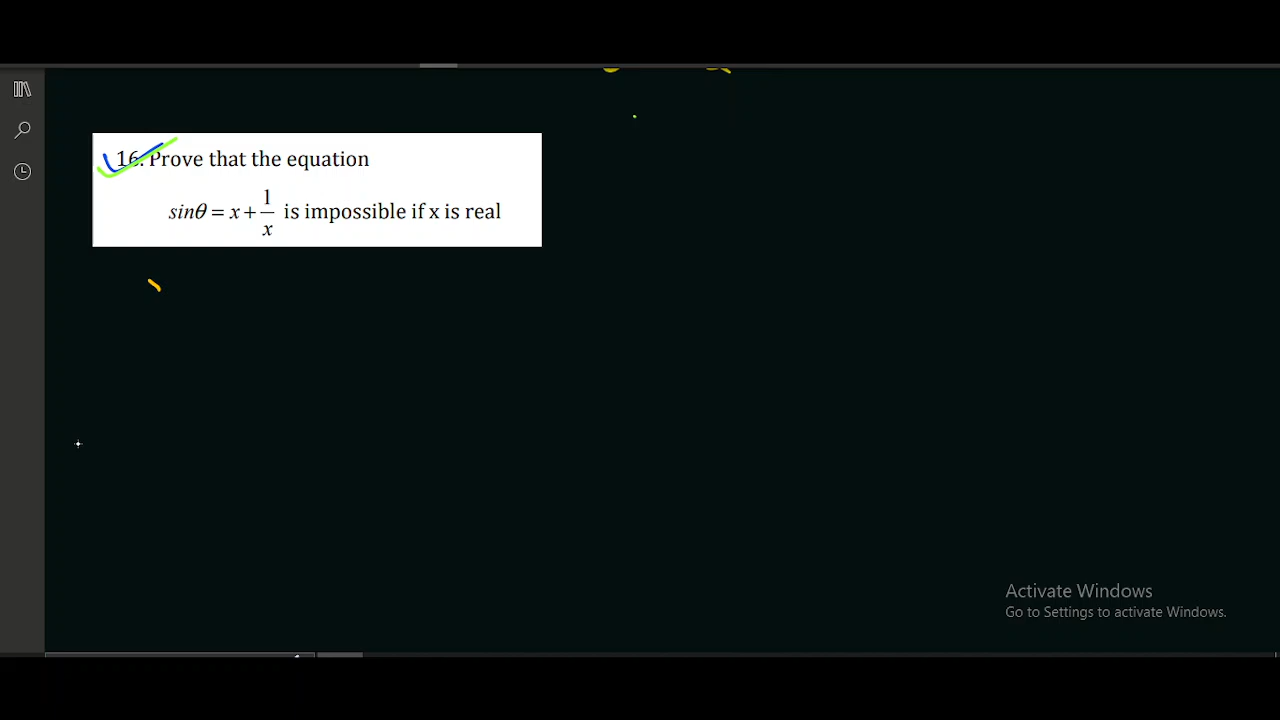 16. Prove that the equation
sinθ = x + 1/x is impossible if x is real
Activate Windows
Go to Settings to activate Windows.